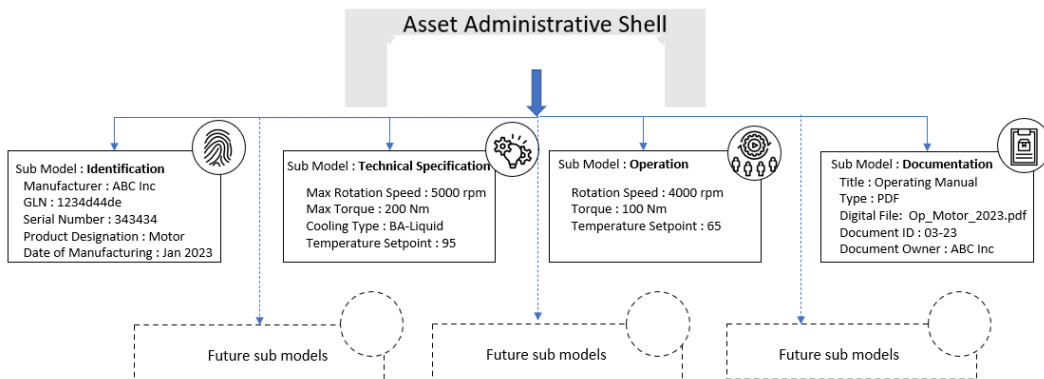 Asset Administrative Shell
Sub Model : Identification
Manufacturer : ABC Inc
GLN : 1234d44de
Serial Number : 343434
Product Designation : Motor
Date of Manufacturing : Jan 2023
Sub Model : Technical Specification
Max Rotation Speed : 5000 rpm
Max Torque : 200 Nm
Cooling Type : BA-Liquid
Temperature Setpoint : 95
Sub Model : Operation
Rotation Speed : 4000 rpm
Torque : 100 Nm
Temperature Setpoint : 65
Sub Model : Documentation
Title : Operating Manual
Type : PDF
Digital File: Op_Motor_2023.pdf
Document ID : 03-23
Document Owner : ABC Inc
Future sub models
Future sub models
Future sub models